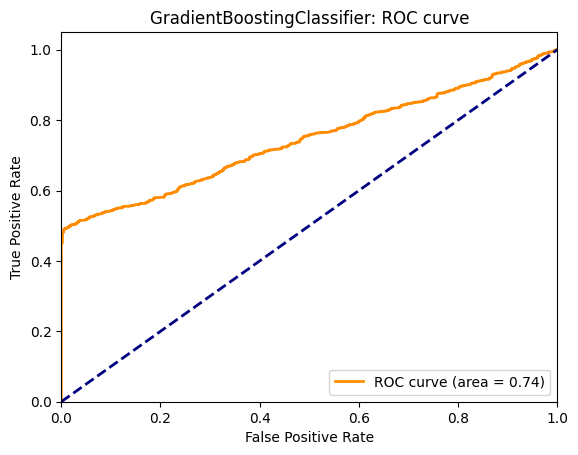 GradientBoostingClassifier: ROC curve
True Positive Rate
1.0
0.8
0.6
0.4
0.2
0.0
ROC curve (area = 0.74)
0.0 0.2 0.4 0.6 0.8 1.0
False Positive Rate